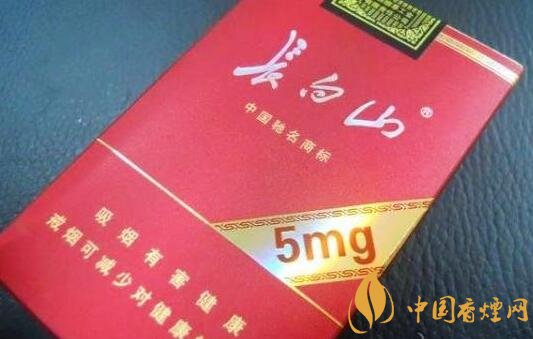 長白山®
中国驰名商标
5mg
吸烟有害健康
戒烟可减少对健康
中国香烟网